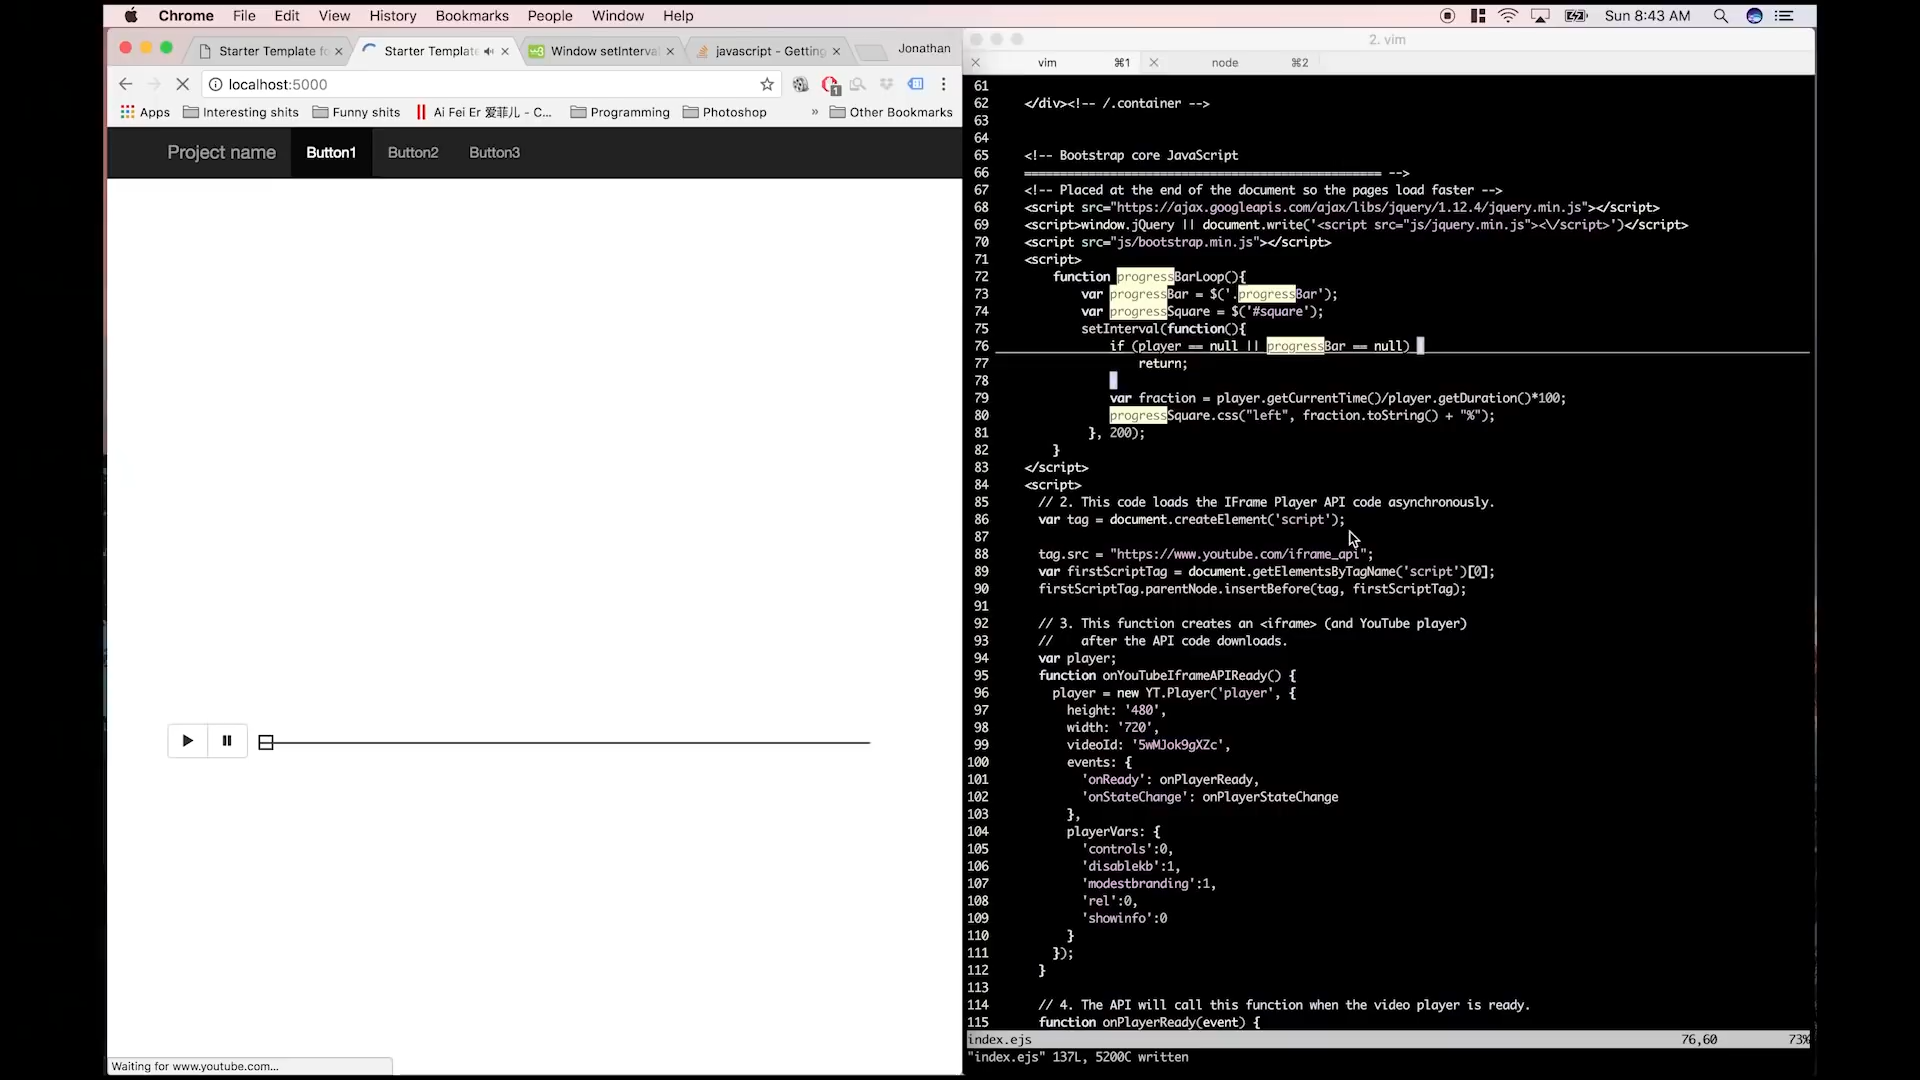 Chrome File Edit View History Bookmarks People Window Help Sun 8:43 AM
Starter Template fo Starter Template Window setInterval javascript - Getting Jonathan
localhost:5000
Apps Interesting shits Funny shits Ai Fei Er 爱菲儿 - C... Programming Photoshop » Other Bookmarks
Project name Button1 Button2 Button3
Waiting for www.youtube.com...
2. vim
vim ⌘1 node ⌘2
61
62 </div><!-- /.container -->
63
64
65 <!-- Bootstrap core JavaScript
66 ================================================== -->
67 <!-- Placed at the end of the document so the pages load faster -->
68 <script src="https://ajax.googleapis.com/ajax/libs/jquery/1.12.4/jquery.min.js"></script>
69 <script>window.jQuery || document.write('<script src="js/jquery.min.js"><\/script>')</script>
70 <script src="js/bootstrap.min.js"></script>
71 <script>
72 function progressBarLoop(){
73 var progressBar = $('.progressBar');
74 var progressSquare = $('#square');
75 setInterval(function(){
76 if (player == null || progressBar == null)
77 return;
78
79 var fraction = player.getCurrentTime()/player.getDuration()*100;
80 progressSquare.css("left", fraction.toString() + "%");
81 }, 200);
82 }
83 </script>
84 <script>
85 // 2. This code loads the IFrame Player API code asynchronously.
86 var tag = document.createElement('script');
87
88 tag.src = "https://www.youtube.com/iframe_api";
89 var firstScriptTag = document.getElementsByTagName('script')[0];
90 firstScriptTag.parentNode.insertBefore(tag, firstScriptTag);
91
92 // 3. This function creates an <iframe> (and YouTube player)
93 // after the API code downloads.
94 var player;
95 function onYouTubeIframeAPIReady() {
96 player = new YT.Player('player', {
97 height: '480',
98 width: '720',
99 videoId: '5wMJok9gXZc',
100 events: {
101 'onReady': onPlayerReady,
102 'onStateChange': onPlayerStateChange
103 },
104 playerVars: {
105 'controls':0,
106 'disablekb':1,
107 'modestbranding':1,
108 'rel':0,
109 'showinfo':0
110 }
111 });
112 }
113
114 // 4. The API will call this function when the video player is ready.
115 function onPlayerReady(event) {
index.ejs 76,60 73%
"index.ejs" 137L, 5200C written